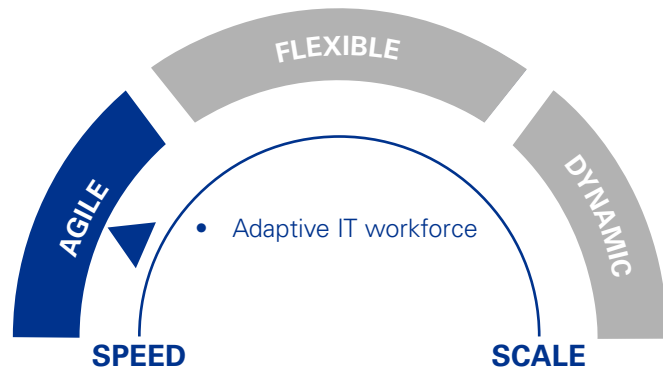 FLEXIBLE
AGILE
DYNAMIC
• Adaptive IT workforce
SPEED
SCALE